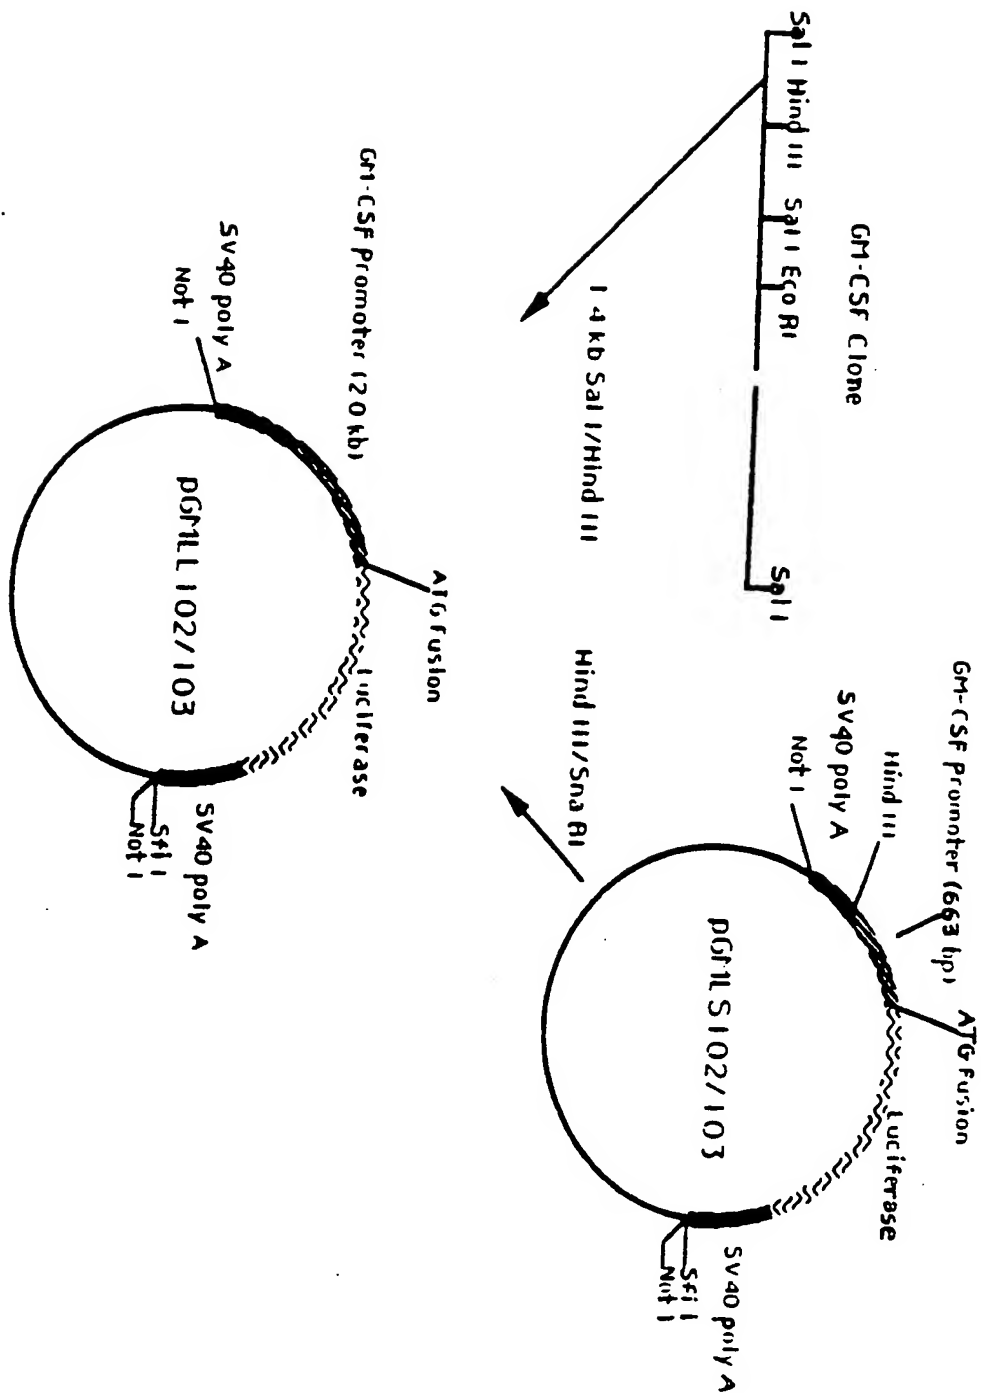 GM-CSF Clone
Sal I
Hind III
Sal I
Eco RI
Sal I
1 4 kb Sal I/Hind III
GM-CSF Promoter (663 bp)
ATG Fusion
Hind III
SV40 poly A
Not I
Luciferase
pGMLS102/103
SV40 poly A
Sfi I
Not I
Hind III/Sna BI
GM-CSF Promoter (2 0 kb)
ATG Fusion
SV40 poly A
Not I
Luciferase
pGMLL102/103
SV40 poly A
Sfi I
Not I